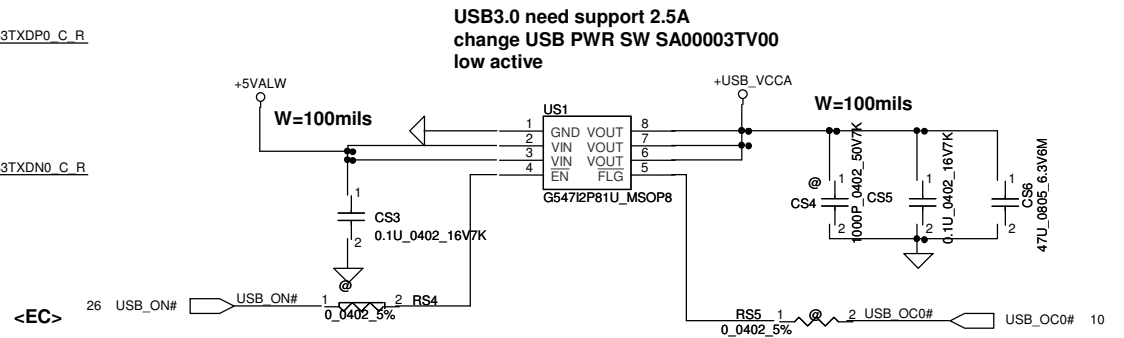 USB3.0 need support 2.5A
change USB PWR SW SA00003TV00
low active
3TXDP0_C_R
+5VALW
W=100mils
+USB_VCCA
W=100mils
US1
1 GND VOUT 8
2 VIN VOUT 7
3 VIN VOUT 6
4 EN FLG 5
G547I2P81U_MSOP8
3TXDN0_C_R
1
CS3
0.1U_0402_16V7K
2
@
1
CS4
2
1000P_0402_50V7K
1
CS5
2
0.1U_0402_16V7K
1
2
CS6
47U_0805_6.3V6M
<EC>
26 USB_ON#
USB_ON#
@
1 2 RS4
0_0402_5%
RS5 1 @ 2 USB_OC0#
0_0402_5%
USB_OC0# 10